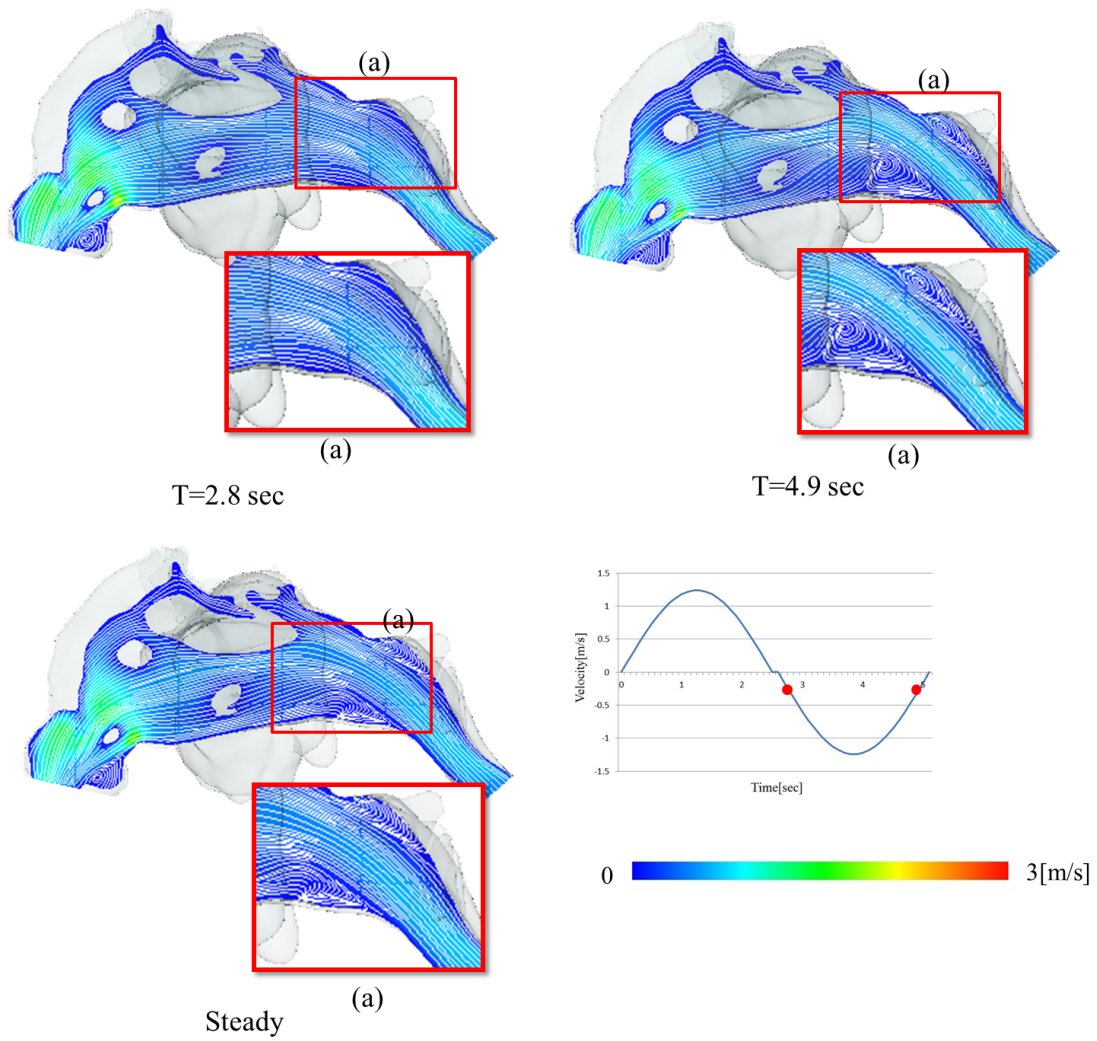 (a)
(a)
(a)
(a)
T=2.8 sec
T=4.9 sec
(a)
(a)
Steady
1.5
1
0.5
0
-0.5
-1
-1.5
0 1 2 3 4 5
Velocity[m/s]
Time[sec]
0 3[m/s]